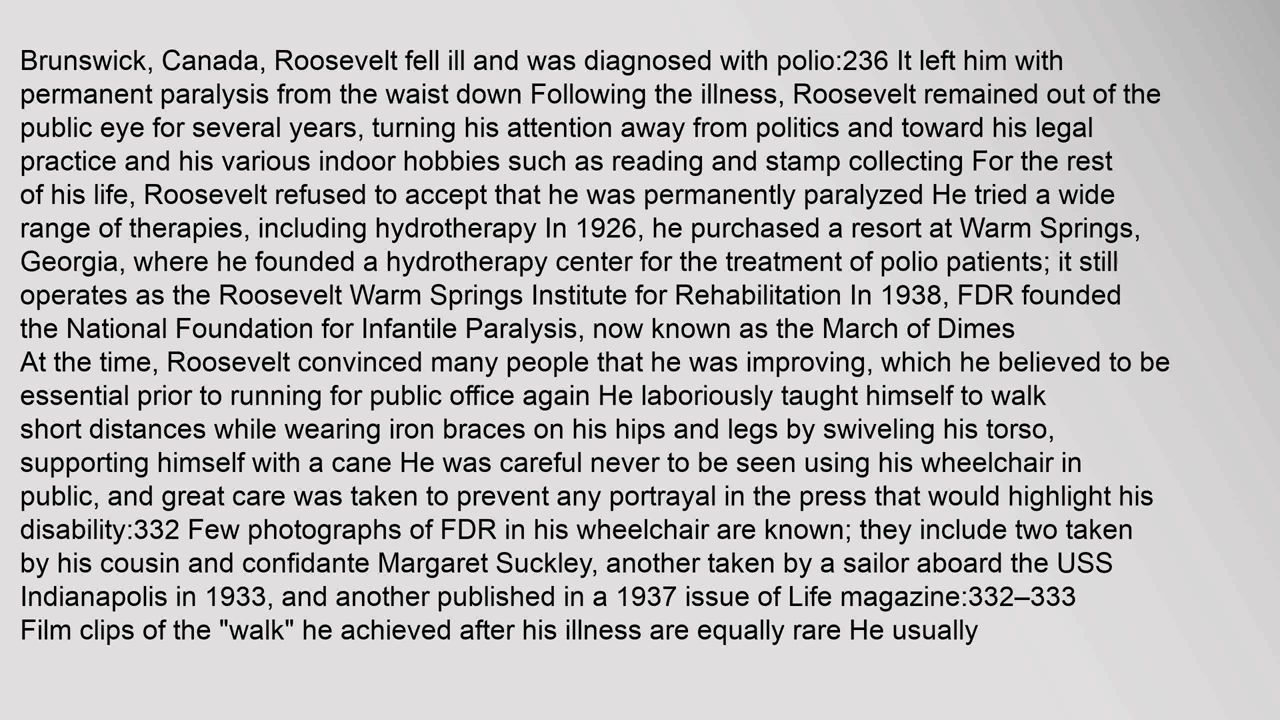 Brunswick, Canada, Roosevelt fell ill and was diagnosed with polio:236 It left him with
permanent paralysis from the waist down Following the illness, Roosevelt remained out of the
public eye for several years, turning his attention away from politics and toward his legal
practice and his various indoor hobbies such as reading and stamp collecting For the rest
of his life, Roosevelt refused to accept that he was permanently paralyzed He tried a wide
range of therapies, including hydrotherapy In 1926, he purchased a resort at Warm Springs,
Georgia, where he founded a hydrotherapy center for the treatment of polio patients; it still
operates as the Roosevelt Warm Springs Institute for Rehabilitation In 1938, FDR founded
the National Foundation for Infantile Paralysis, now known as the March of Dimes
At the time, Roosevelt convinced many people that he was improving, which he believed to be
essential prior to running for public office again He laboriously taught himself to walk
short distances while wearing iron braces on his hips and legs by swiveling his torso,
supporting himself with a cane He was careful never to be seen using his wheelchair in
public, and great care was taken to prevent any portrayal in the press that would highlight his
disability:332 Few photographs of FDR in his wheelchair are known; they include two taken
by his cousin and confidante Margaret Suckley, another taken by a sailor aboard the USS
Indianapolis in 1933, and another published in a 1937 issue of Life magazine:332–333
Film clips of the "walk" he achieved after his illness are equally rare He usually